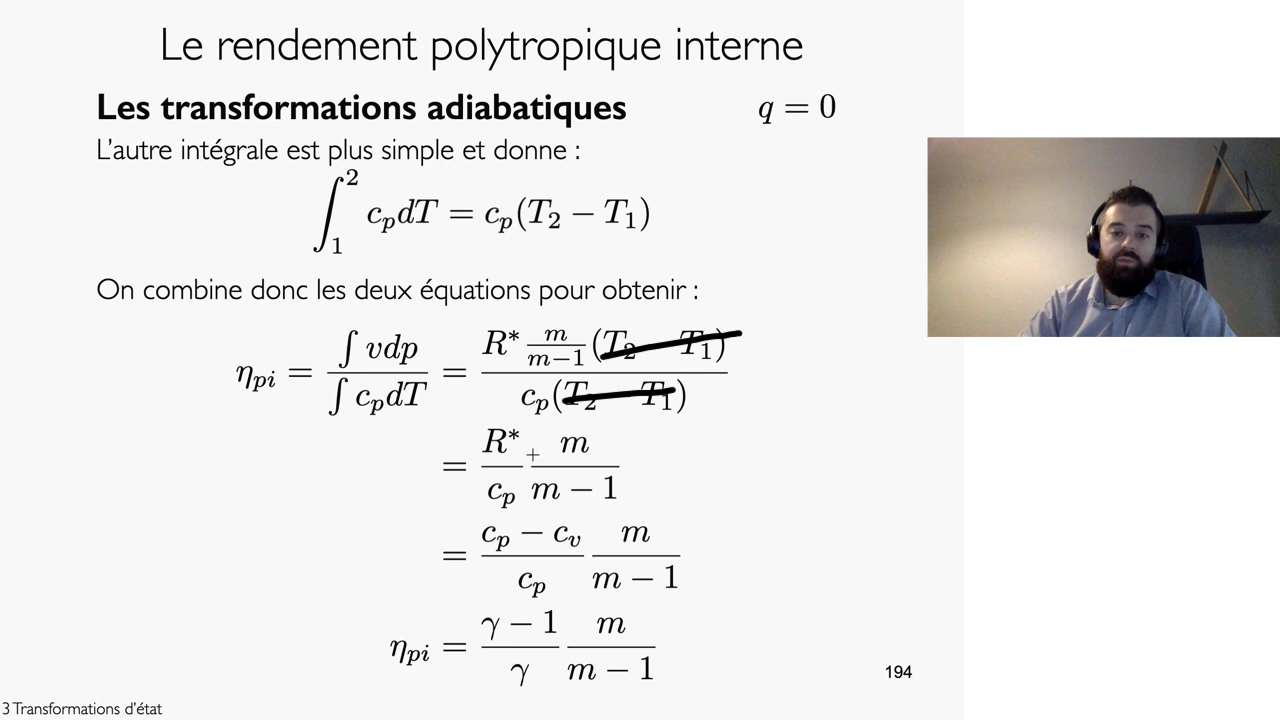 Le rendement polytropique interne
Les transformations adiabatiques q = 0
L'autre intégrale est plus simple et donne :
∫₁² c_p dT = c_p(T₂ − T₁)
On combine donc les deux équations pour obtenir :
η_pi = ∫ vdp / ∫ c_p dT = R* m/(m−1) (T₂ − T₁) / c_p(T₂ − T₁)
= R*/c_p m/(m − 1)
= (c_p − c_v)/c_p m/(m − 1)
η_pi = (γ − 1)/γ m/(m − 1)
194
3 Transformations d'état